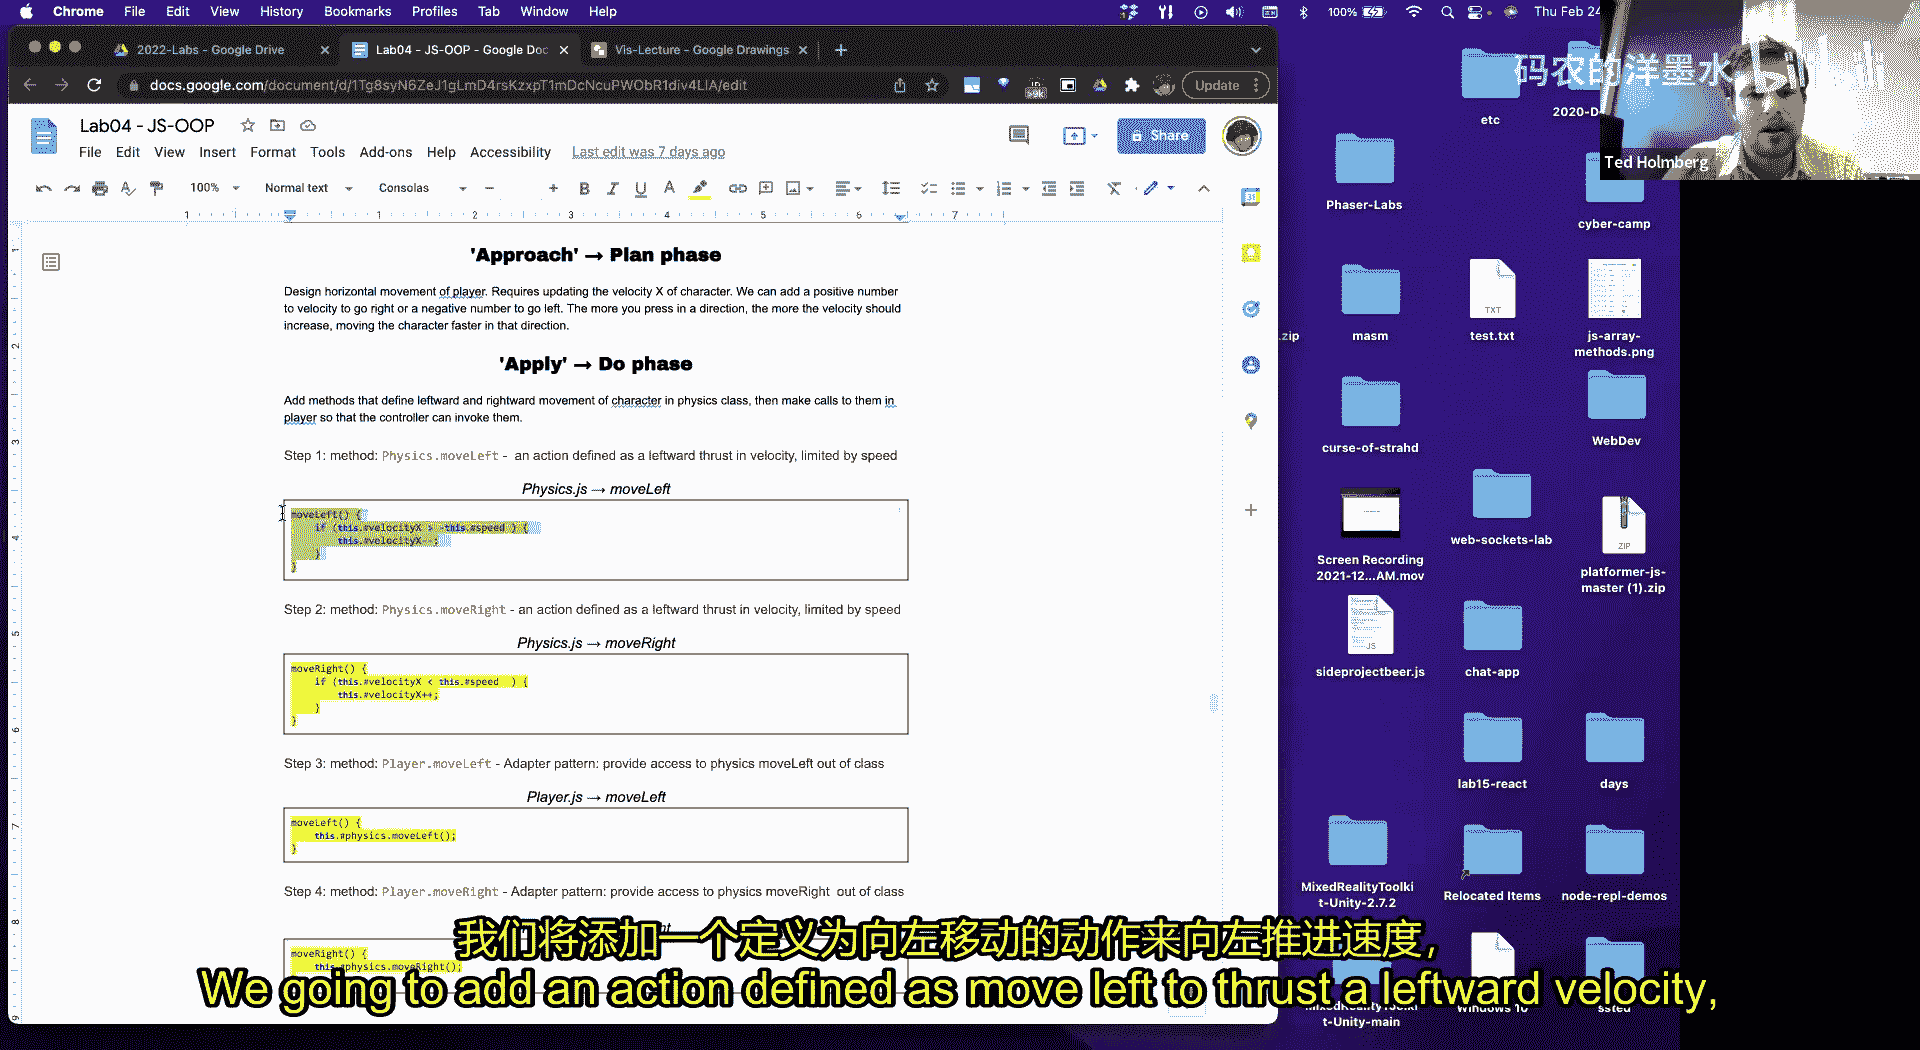 Chrome File Edit View History Bookmarks Profiles Tab Window Help 100% Thu Feb 24
2022-Labs - Google Drive
Lab04 - JS-OOP - Google Doc
Vis-Lecture - Google Drawings
docs.google.com/document/d/1Tg8syN6ZeJ1gLmD4rsKzxpT1mDcNcuPWObR1div4LIA/edit
Update
Lab04 - JS-OOP
File Edit View Insert Format Tools Add-ons Help Accessibility Last edit was 7 days ago
Share
100% Normal text Consolas
'Approach' → Plan phase
Design horizontal movement of player. Requires updating the velocity X of character. We can add a positive number
to velocity to go right or a negative number to go left. The more you press in a direction, the more the velocity should
increase, moving the character faster in that direction.
'Apply' → Do phase
Add methods that define leftward and rightward movement of character in physics class, then make calls to them in
player so that the controller can invoke them.
Step 1: method: Physics.moveLeft - an action defined as a leftward thrust in velocity, limited by speed
Physics.js → moveLeft
moveLeft() {
if (this.#velocityX > -this.#speed ) {
this.#velocityX--;
}
}
Step 2: method: Physics.moveRight - an action defined as a leftward thrust in velocity, limited by speed
Physics.js → moveRight
moveRight() {
if (this.#velocityX < this.#speed ) {
this.#velocityX++;
}
}
Step 3: method: Player.moveLeft - Adapter pattern: provide access to physics moveLeft out of class
Player.js → moveLeft
moveLeft() {
this.#physics.moveLeft();
}
Step 4: method: Player.moveRight - Adapter pattern: provide access to physics moveRight out of class
moveRight() {
this.#physics.moveRight();
我们将添加一个定义为向左移动的动作来向左推进速度，
We going to add an action defined as move left to thrust a leftward velocity,
码农的洋墨水
bilibili
Ted Holmberg
etc
Phaser-Labs
cyber-camp
.zip
masm
TXT
test.txt
js-array-
methods.png
curse-of-strahd
WebDev
Screen Recording
2021-12...AM.mov
web-sockets-lab
ZIP
platformer-js-
master (1).zip
JS
sideprojectbeer.js
chat-app
lab15-react
days
MixedRealityToolki
t-Unity-2.7.2
Relocated Items
node-repl-demos
t-Unity-main
Windows 10